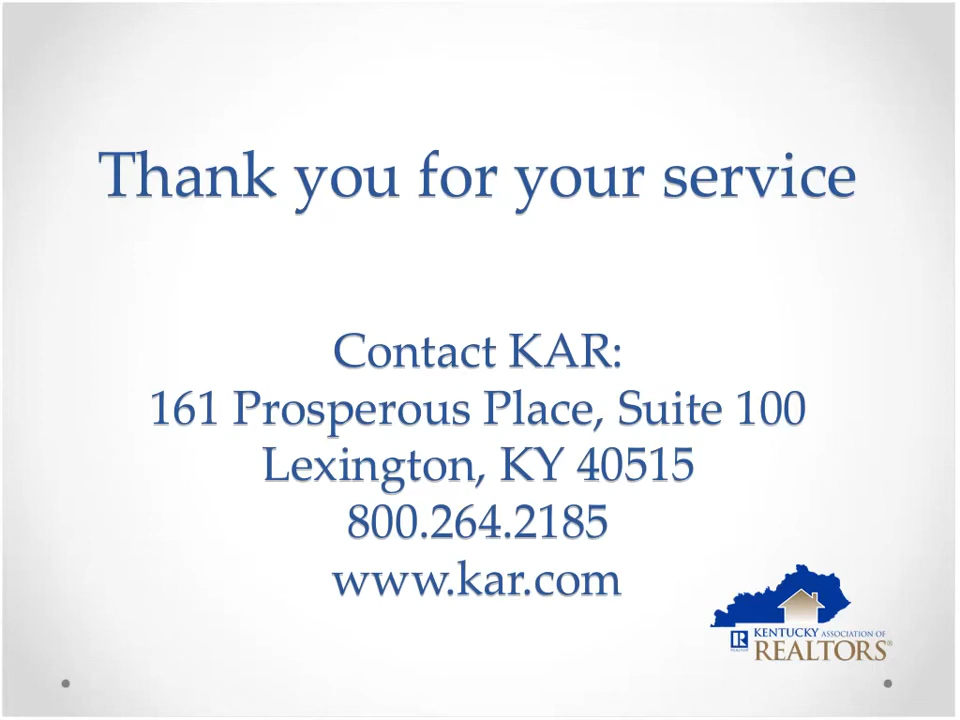 Thank you for your service
Contact KAR:
161 Prosperous Place, Suite 100
Lexington, KY 40515
800.264.2185
www.kar.com
KENTUCKY ASSOCIATION OF
REALTORS®